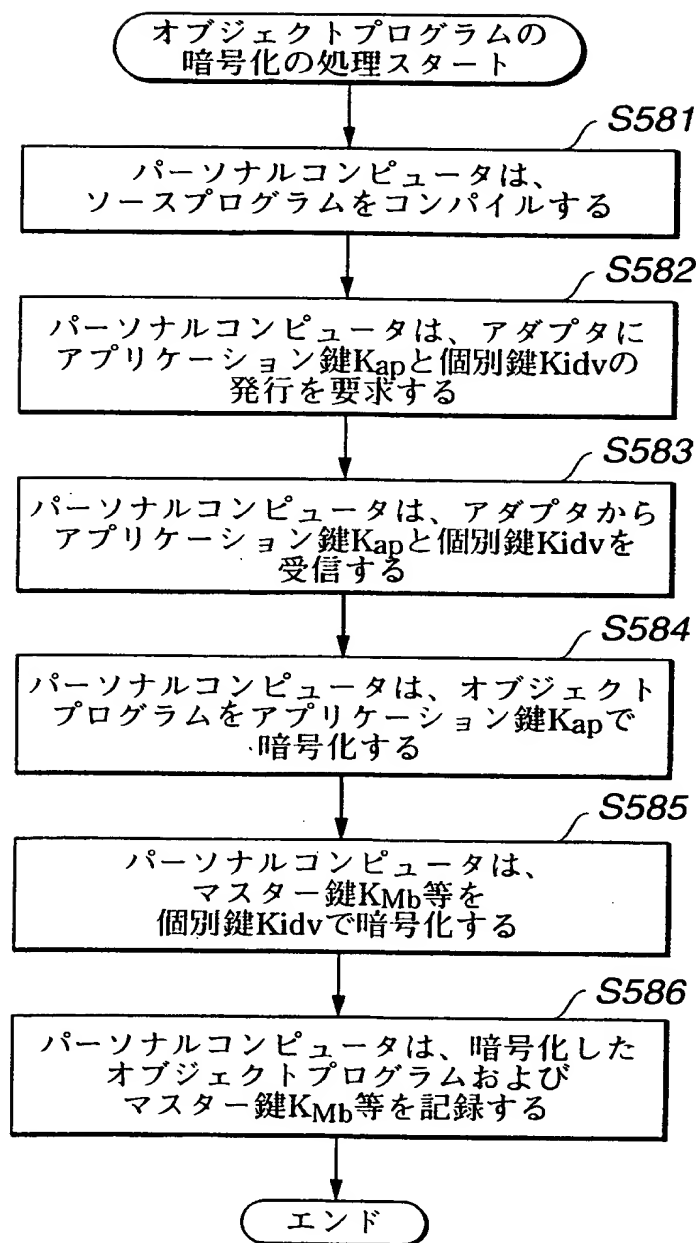 オブジェクトプログラムの
暗号化の処理スタート
S581
パーソナルコンピュータは、
ソースプログラムをコンパイルする
S582
パーソナルコンピュータは、アダプタに
アプリケーション鍵Kapと個別鍵Kidvの
発行を要求する
S583
パーソナルコンピュータは、アダプタから
アプリケーション鍵Kapと個別鍵Kidvを
受信する
S584
パーソナルコンピュータは、オブジェクト
プログラムをアプリケーション鍵Kapで
暗号化する
S585
パーソナルコンピュータは、
マスター鍵KMb等を
個別鍵Kidvで暗号化する
S586
パーソナルコンピュータは、暗号化した
オブジェクトプログラムおよび
マスター鍵KMb等を記録する
エンド